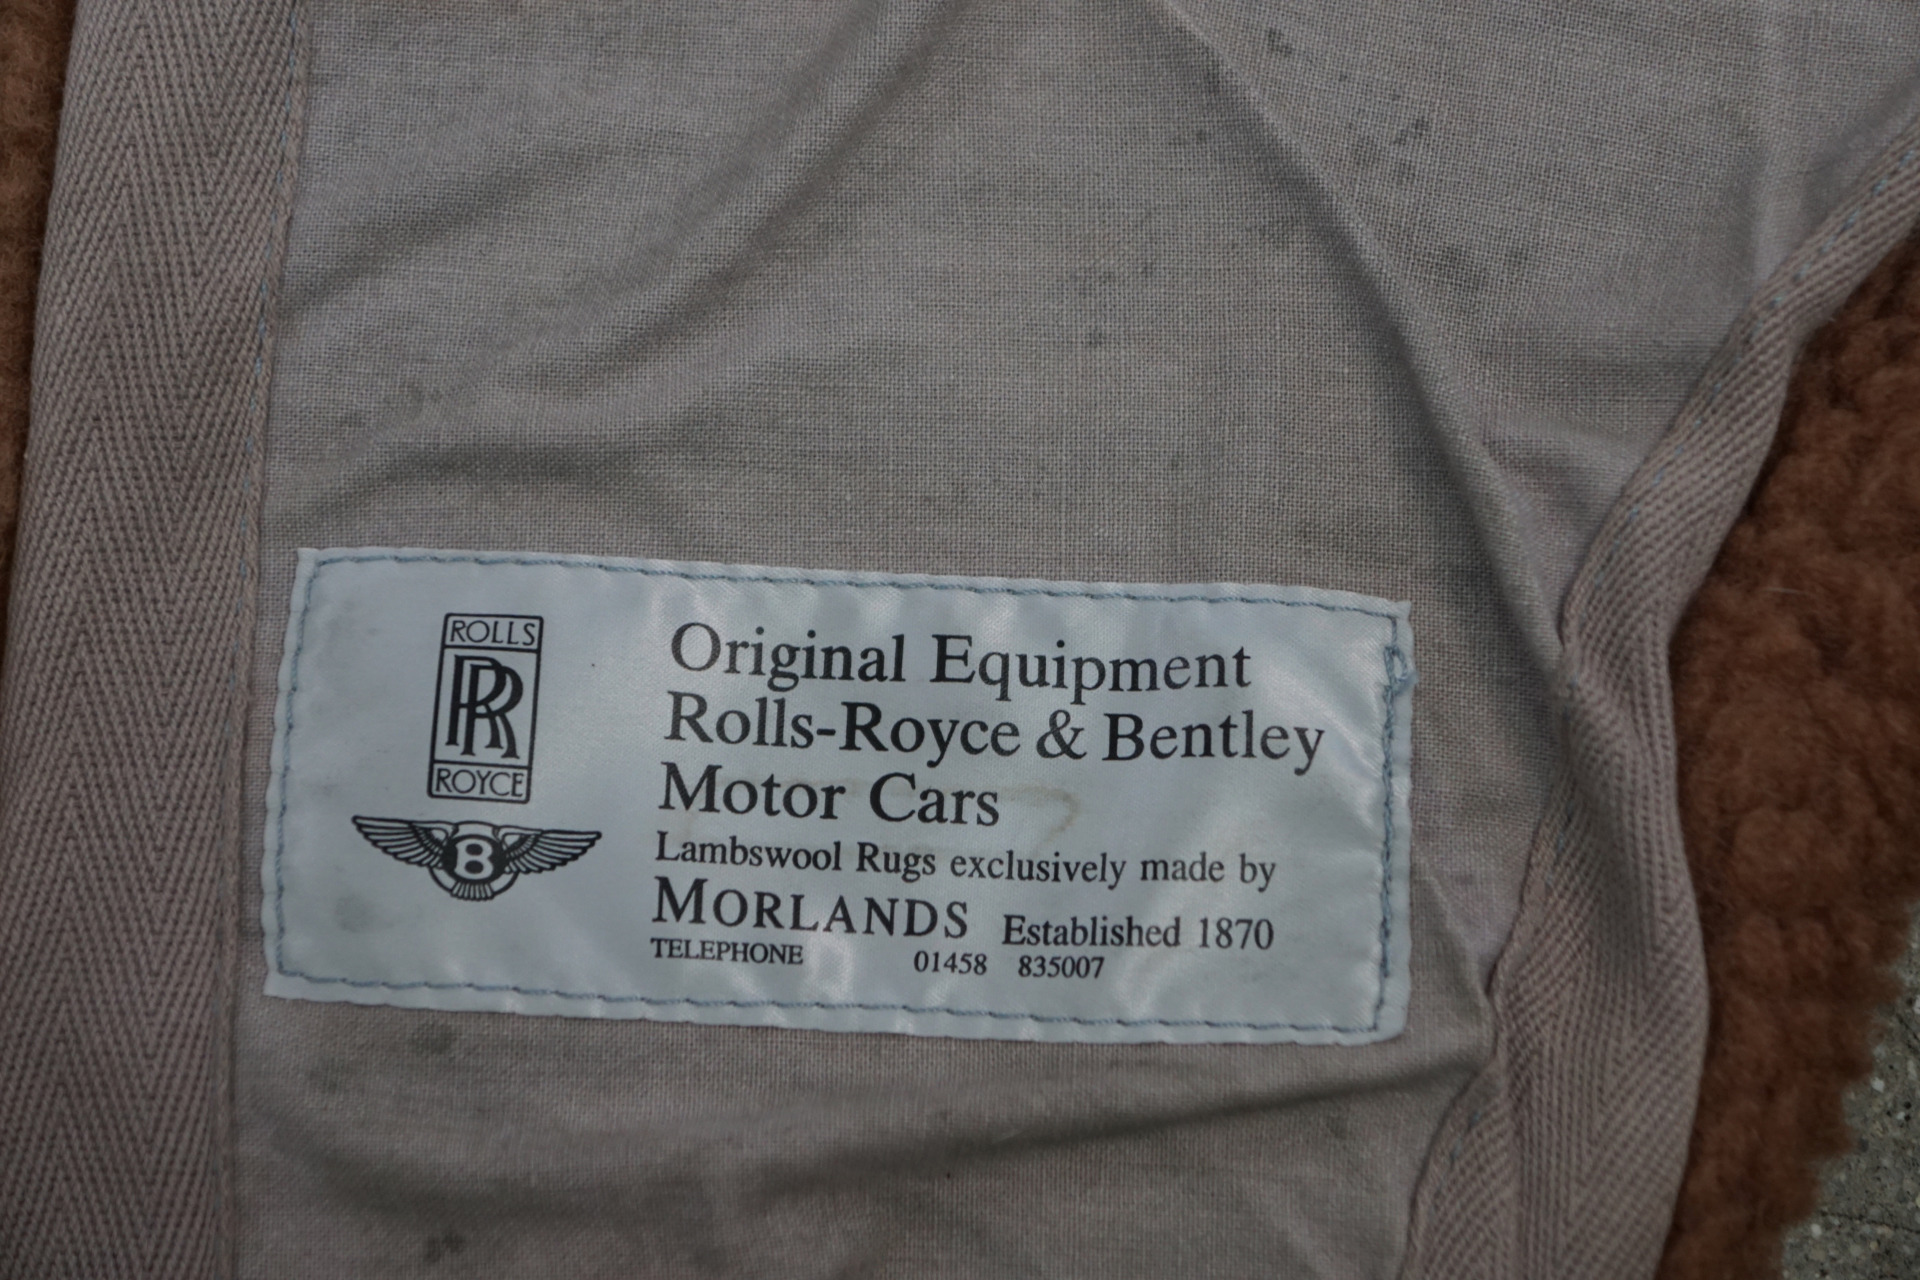 ROLLS
RR
ROYCE
B
Original Equipment
Rolls-Royce & Bentley
Motor Cars
Lambswool Rugs exclusively made by
MORLANDS Established 1870
TELEPHONE 01458 835007